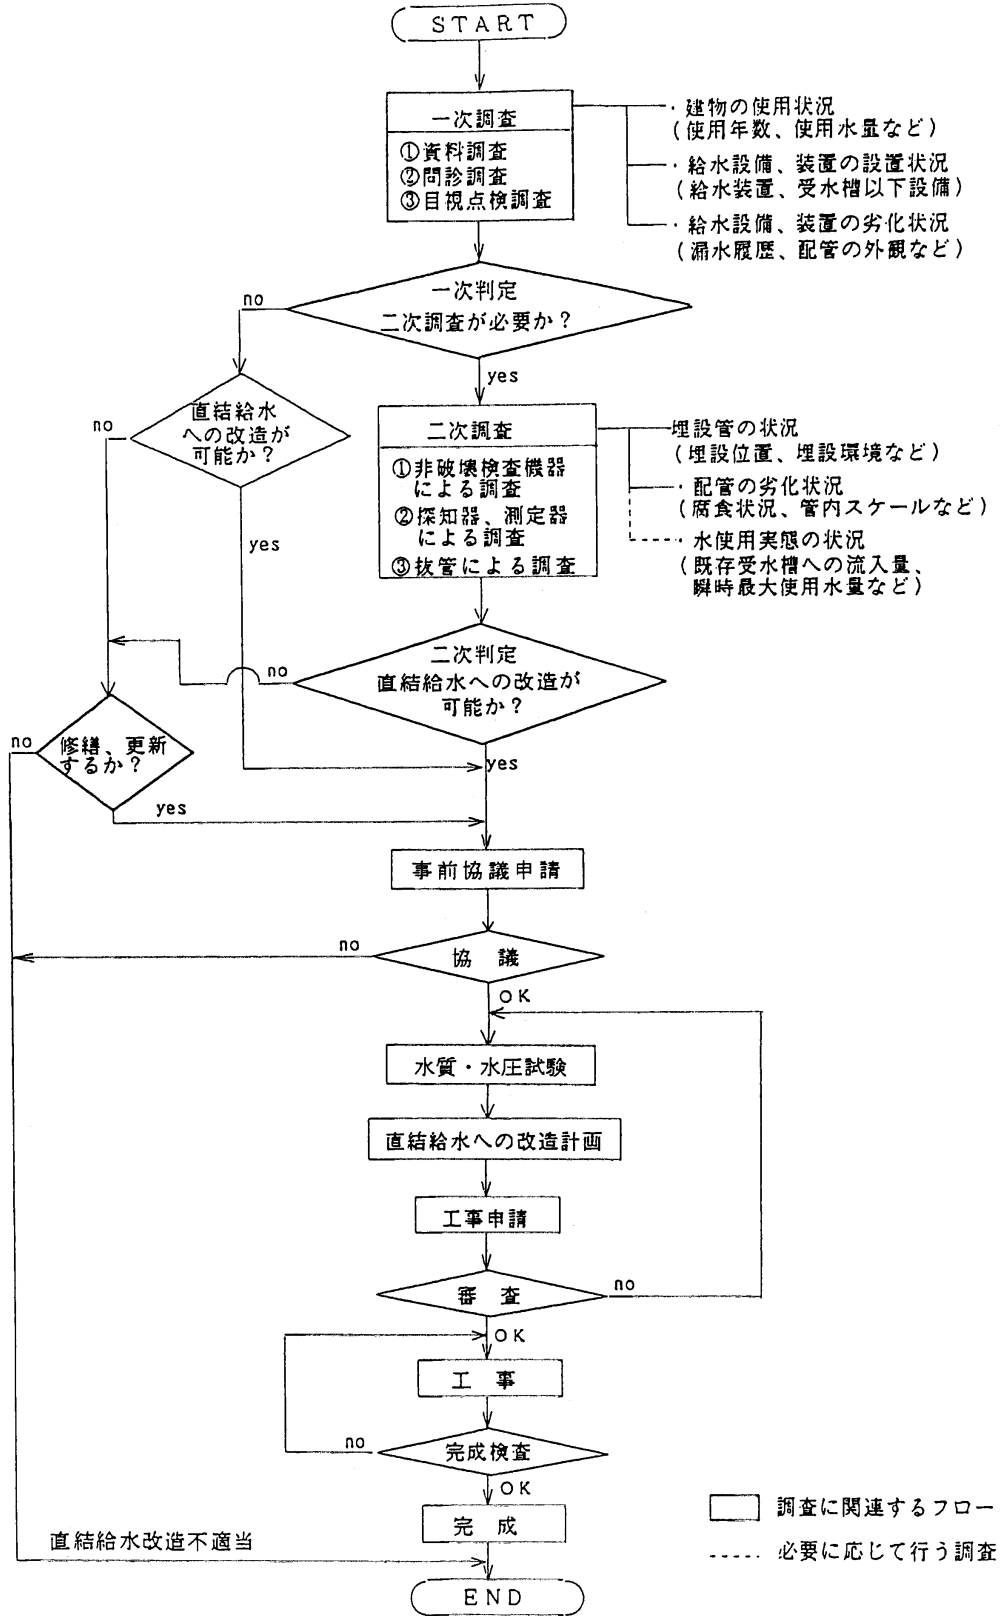 START
一次調査
①資料調査
②問診調査
③目視点検調査
・建物の使用状況
(使用年数、使用水量など)
・給水設備、装置の設置状況
(給水装置、受水槽以下設備)
・給水設備、装置の劣化状況
(漏水履歴、配管の外観など)
一次判定
二次調査が必要か?
no
yes
直結給水
への改造が
可能か?
no
yes
二次調査
①非破壊検査機器
による調査
②探知器、測定器
による調査
③抜管による調査
埋設管の状況
(埋設位置、埋設環境など)
・配管の劣化状況
(腐食状況、管内スケールなど)
・水使用実態の状況
(既存受水槽への流入量、
瞬時最大使用水量など)
二次判定
直結給水への改造が
可能か?
no
yes
修繕、更新
するか?
no
yes
事前協議申請
協 議
no
OK
水質・水圧試験
直結給水への改造計画
工事申請
審 査
no
OK
工 事
完成検査
no
OK
完 成
直結給水改造不適当
END
調査に関連するフロー
必要に応じて行う調査